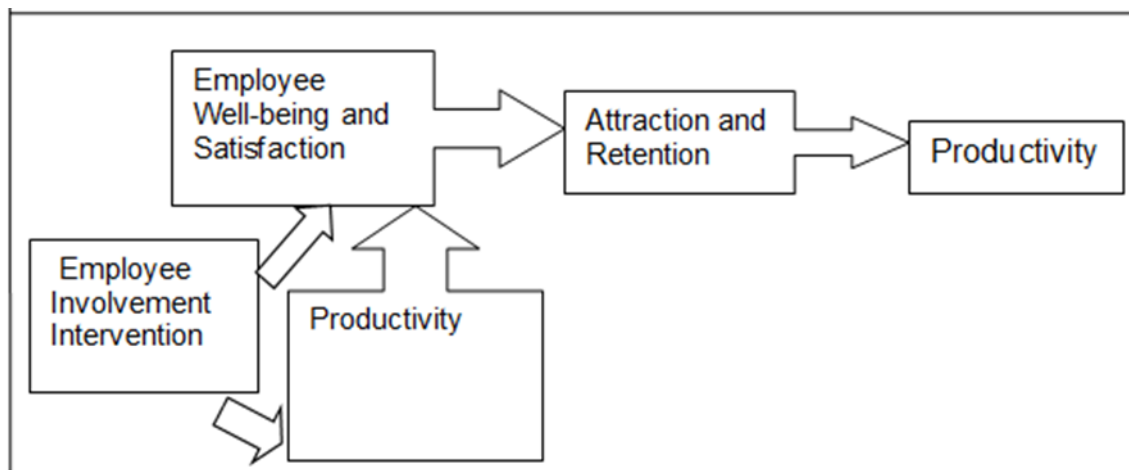 Employee
Well-being and
Satisfaction
Attraction and
Retention
Productivity
Employee
Involvement
Intervention
Productivity